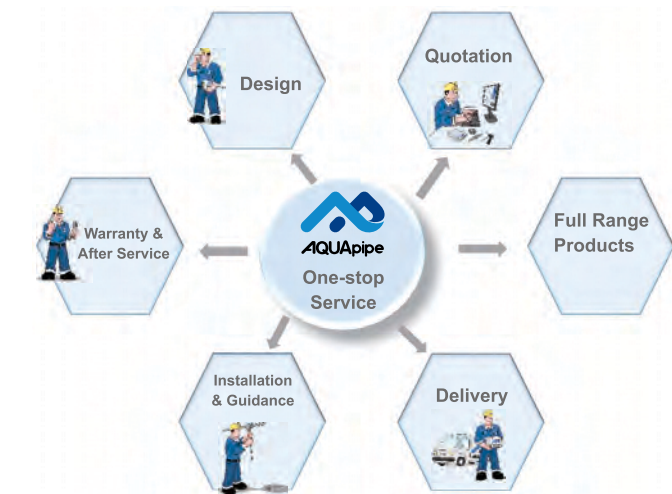 Design
Quotation
Warranty &
After Service
AQUApipe
One-stop
Service
Full Range
Products
Installation
& Guidance
Delivery